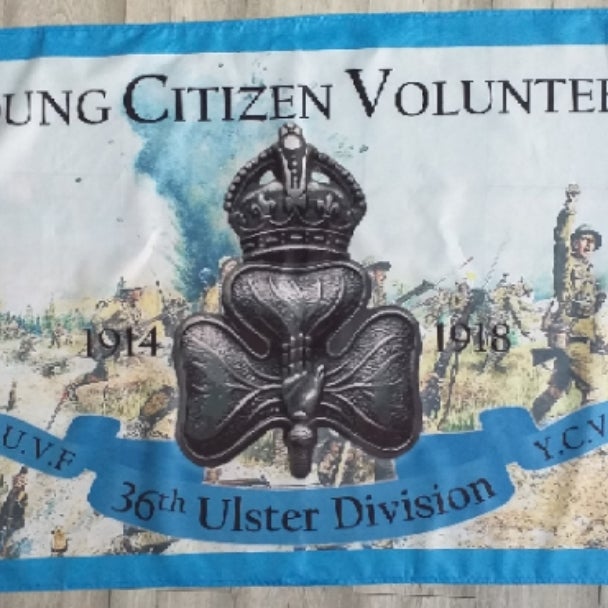 OUNG CITIZEN VOLUNTEE
1914 1918
U.V.F Y.C.V
36th Ulster Division